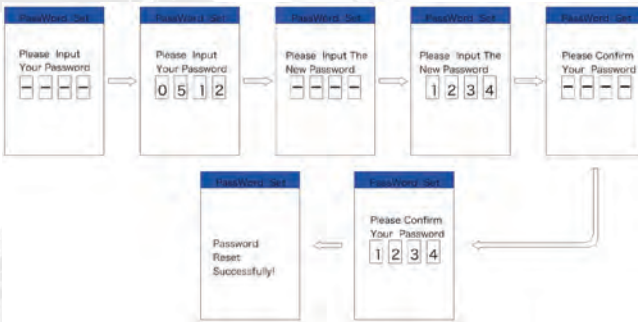 PassWord Set
Please Input
Your Password
– – – –
PassWord Set
Please Input
Your Password
0 5 1 2
PassWord Set
Please Input The
New Password
– – – –
PassWord Set
Please Input The
New Password
1 2 3 4
PassWord Set
Please Confirm
Your Password
– – – –
PassWord Set
Please Confirm
Your Password
1 2 3 4
PassWord Set
Password
Reset
Successfully!